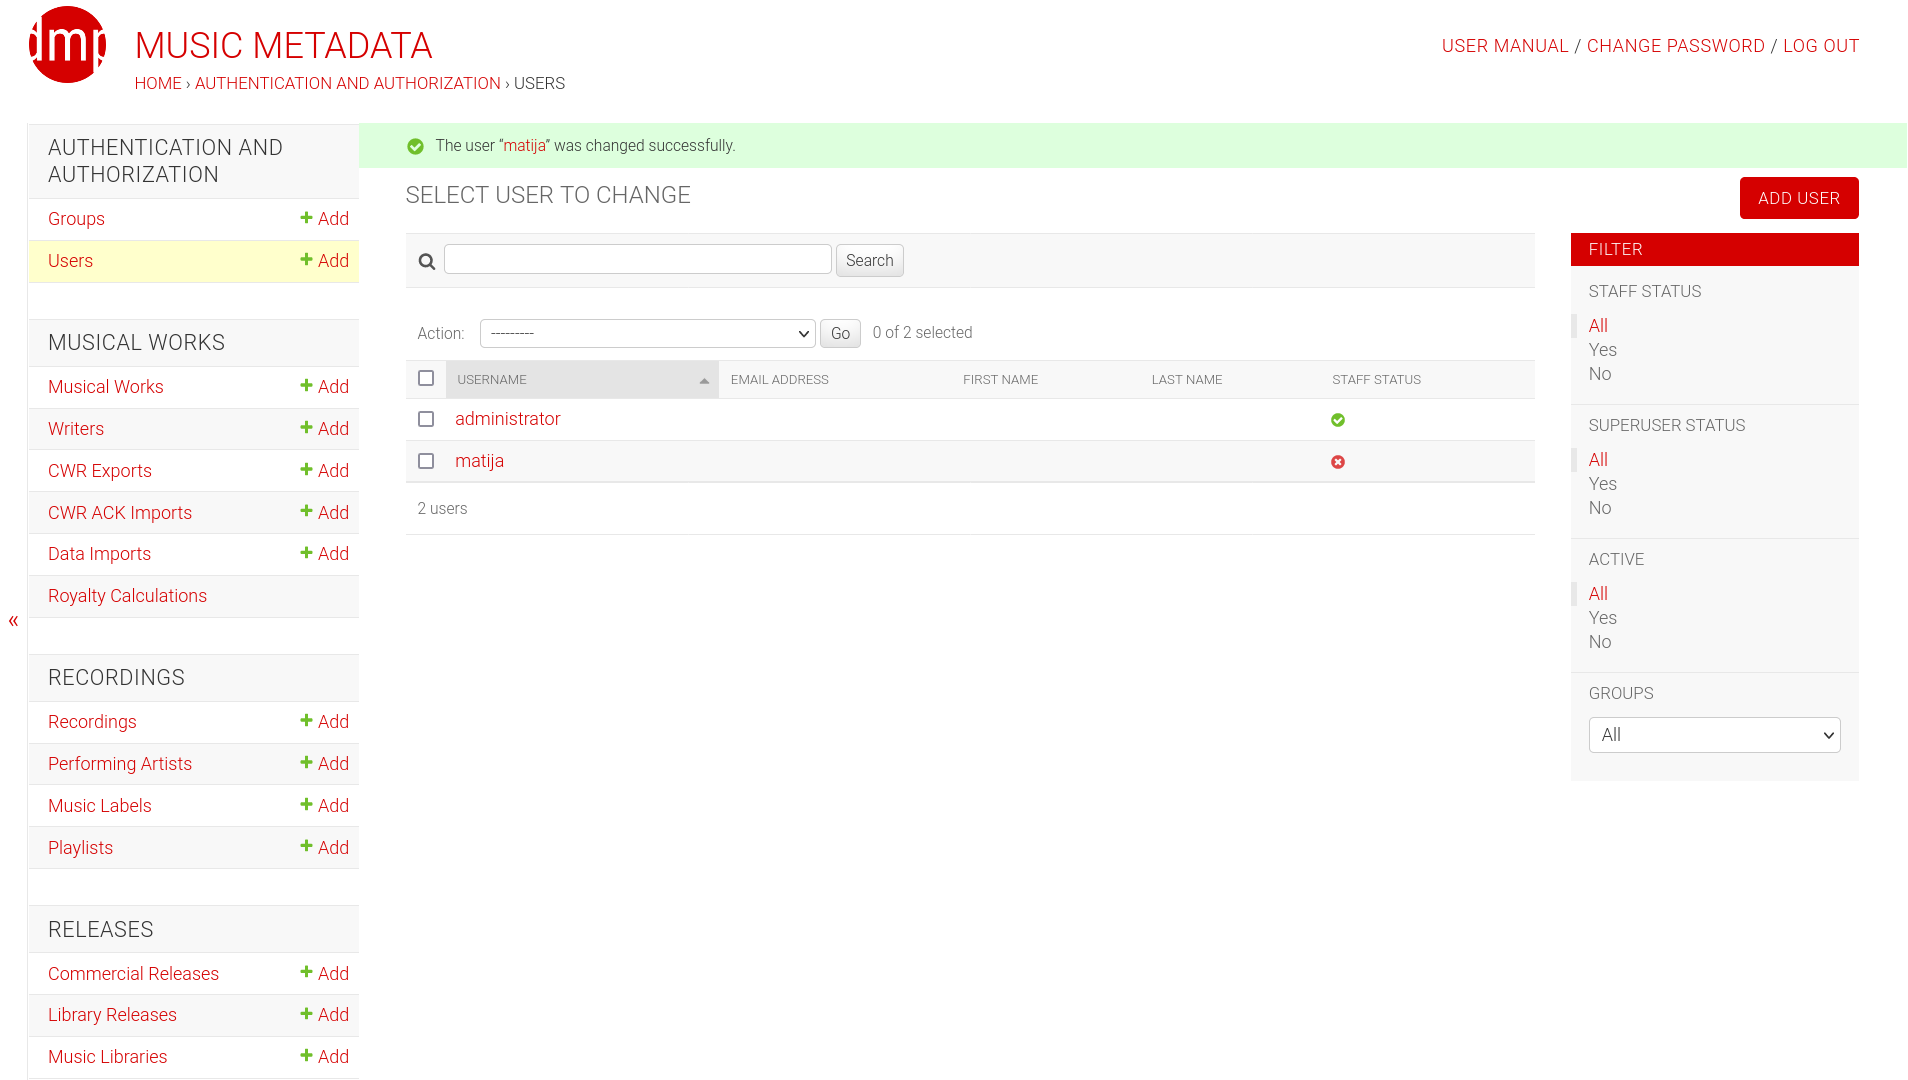 dmp
MUSIC METADATA
HOME › AUTHENTICATION AND AUTHORIZATION › USERS
USER MANUAL / CHANGE PASSWORD / LOG OUT
«
AUTHENTICATION AND
AUTHORIZATION
Groups Add
Users Add
MUSICAL WORKS
Musical Works Add
Writers Add
CWR Exports Add
CWR ACK Imports Add
Data Imports Add
Royalty Calculations
RECORDINGS
Recordings Add
Performing Artists Add
Music Labels Add
Playlists Add
RELEASES
Commercial Releases Add
Library Releases Add
Music Libraries Add
The user “matija” was changed successfully.
SELECT USER TO CHANGE
ADD USER
Search
Action: --------- Go 0 of 2 selected
USERNAME EMAIL ADDRESS FIRST NAME LAST NAME STAFF STATUS
administrator
matija
2 users
FILTER
STAFF STATUS
All
Yes
No
SUPERUSER STATUS
All
Yes
No
ACTIVE
All
Yes
No
GROUPS
All